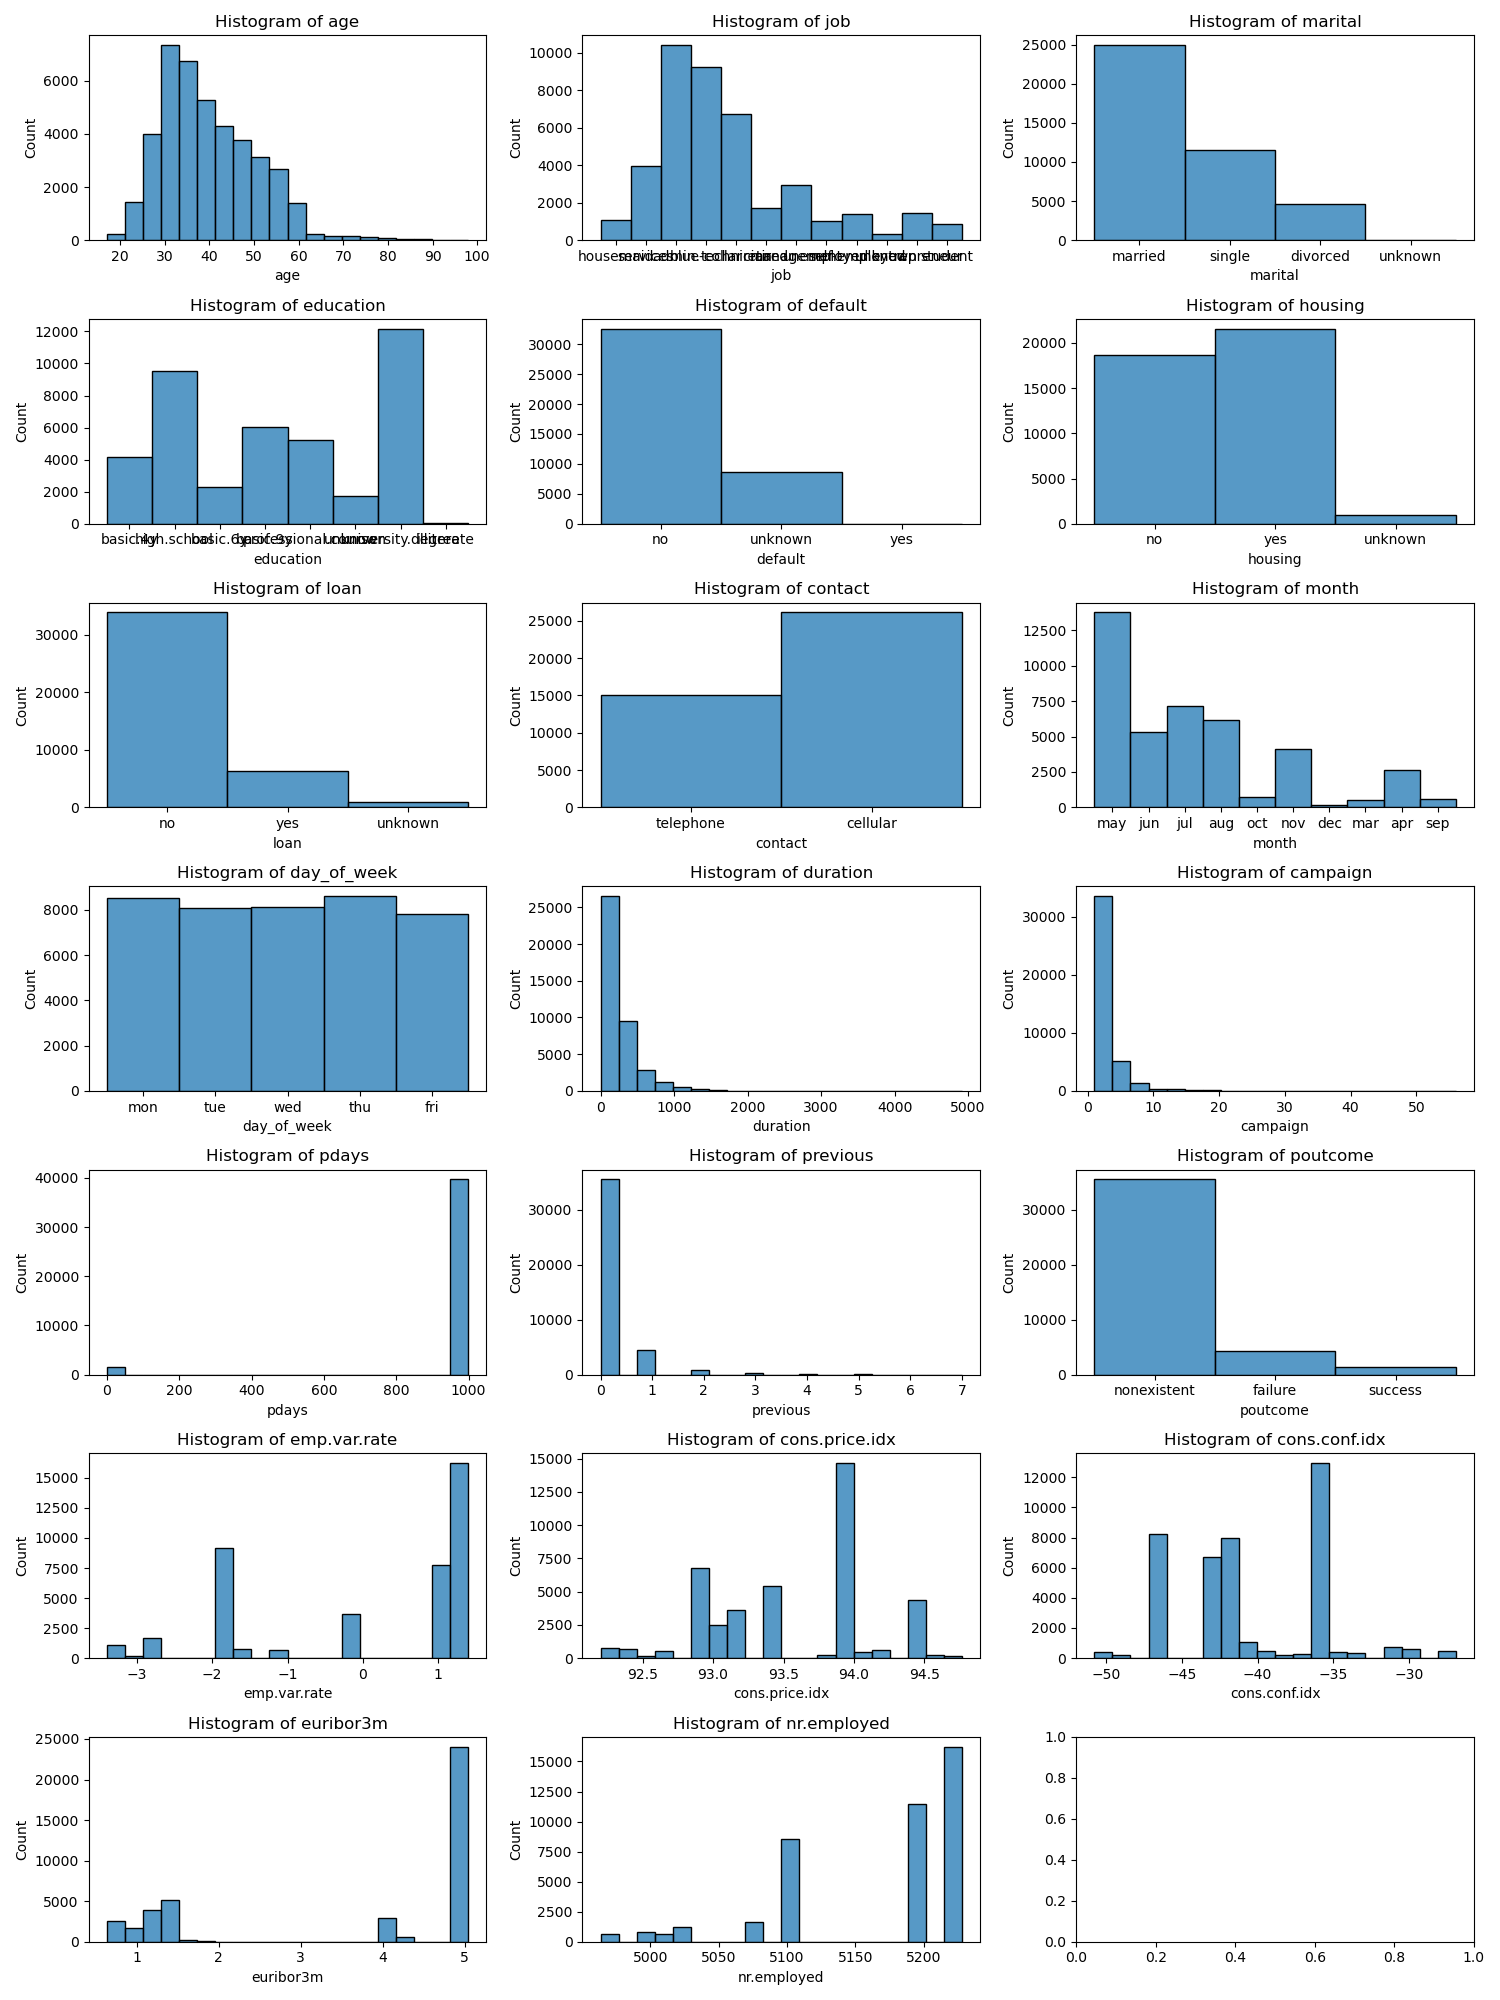 Histogram of age
Count
6000
4000
2000
0
20 30 40 50 60 70 80 90 100
age
Histogram of job
Count
10000
8000
6000
4000
2000
0
job
Histogram of marital
Count
25000
20000
15000
10000
5000
0
married single divorced unknown
marital
Histogram of education
Count
12000
10000
8000
6000
4000
2000
0
education
Histogram of default
Count
30000
25000
20000
15000
10000
5000
0
no unknown yes
default
Histogram of housing
Count
20000
15000
10000
5000
0
no yes unknown
housing
Histogram of loan
Count
30000
20000
10000
0
no yes unknown
loan
Histogram of contact
Count
25000
20000
15000
10000
5000
0
telephone cellular
contact
Histogram of month
Count
12500
10000
7500
5000
2500
0
may jun jul aug oct nov dec mar apr sep
month
Histogram of day_of_week
Count
8000
6000
4000
2000
0
mon tue wed thu fri
day_of_week
Histogram of duration
Count
25000
20000
15000
10000
5000
0
0 1000 2000 3000 4000 5000
duration
Histogram of campaign
Count
30000
20000
10000
0
0 10 20 30 40 50
campaign
Histogram of pdays
Count
40000
30000
20000
10000
0
0 200 400 600 800 1000
pdays
Histogram of previous
Count
30000
20000
10000
0
0 1 2 3 4 5 6 7
previous
Histogram of poutcome
Count
30000
20000
10000
0
nonexistent failure success
poutcome
Histogram of emp.var.rate
Count
15000
12500
10000
7500
5000
2500
0
−3 −2 −1 0 1
emp.var.rate
Histogram of cons.price.idx
Count
15000
12500
10000
7500
5000
2500
0
92.5 93.0 93.5 94.0 94.5
cons.price.idx
Histogram of cons.conf.idx
Count
12000
10000
8000
6000
4000
2000
0
−50 −45 −40 −35 −30
cons.conf.idx
Histogram of euribor3m
Count
25000
20000
15000
10000
5000
0
1 2 3 4 5
euribor3m
Histogram of nr.employed
Count
15000
12500
10000
7500
5000
2500
0
5000 5050 5100 5150 5200
nr.employed
1.0
0.8
0.6
0.4
0.2
0.0
0.0 0.2 0.4 0.6 0.8 1.0